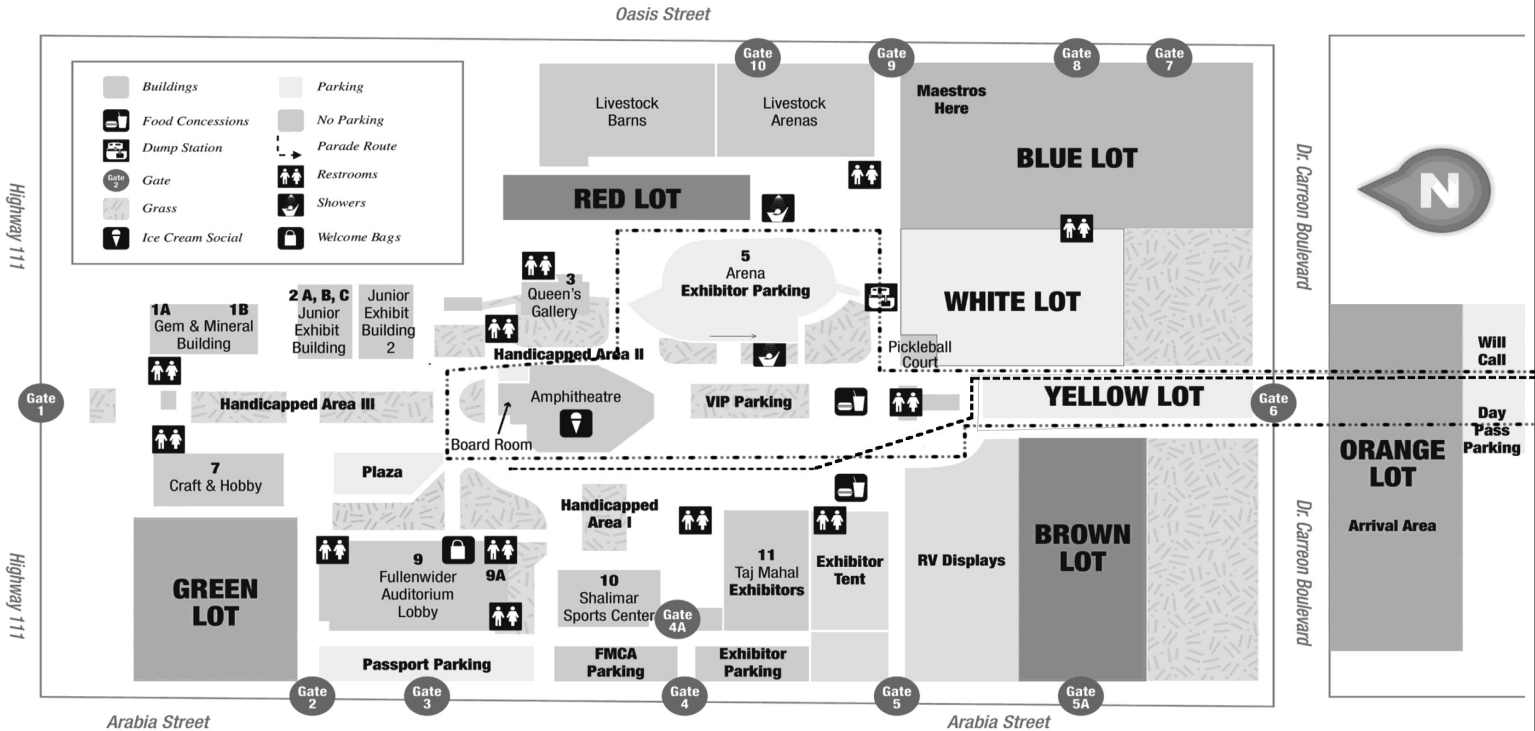 Oasis Street
Buildings
Parking
Food Concessions
No Parking
Dump Station
Parade Route
Gate
2
Gate
Restrooms
Grass
Showers
Ice Cream Social
Welcome Bags
Gate
10
Gate
9
Gate
8
Gate
7
Livestock
Barns
Livestock
Arenas
Maestros
Here
BLUE LOT
RED LOT
Highway 111
Dr. Carreon Boulevard
N
5
Arena
Exhibitor Parking
3
Queen's
Gallery
WHITE LOT
1A
1B
Gem & Mineral
Building
2 A, B, C
Junior
Exhibit
Building
Junior
Exhibit
Building
2
Handicapped Area II
Pickleball
Court
Will
Call
Gate
1
Handicapped Area III
Amphitheatre
Board Room
VIP Parking
YELLOW LOT
Gate
6
Day
Pass
Parking
ORANGE
LOT
Arrival Area
7
Craft & Hobby
Plaza
Handicapped
Area I
GREEN
LOT
9
Fullenwider
Auditorium
Lobby
9A
10
Shalimar
Sports Center
Gate
4A
11
Taj Mahal
Exhibitors
Exhibitor
Tent
RV Displays
BROWN
LOT
Highway 111
Dr. Carreon Boulevard
Passport Parking
FMCA
Parking
Exhibitor
Parking
Gate
2
Gate
3
Gate
4
Gate
5
Gate
5A
Arabia Street
Arabia Street